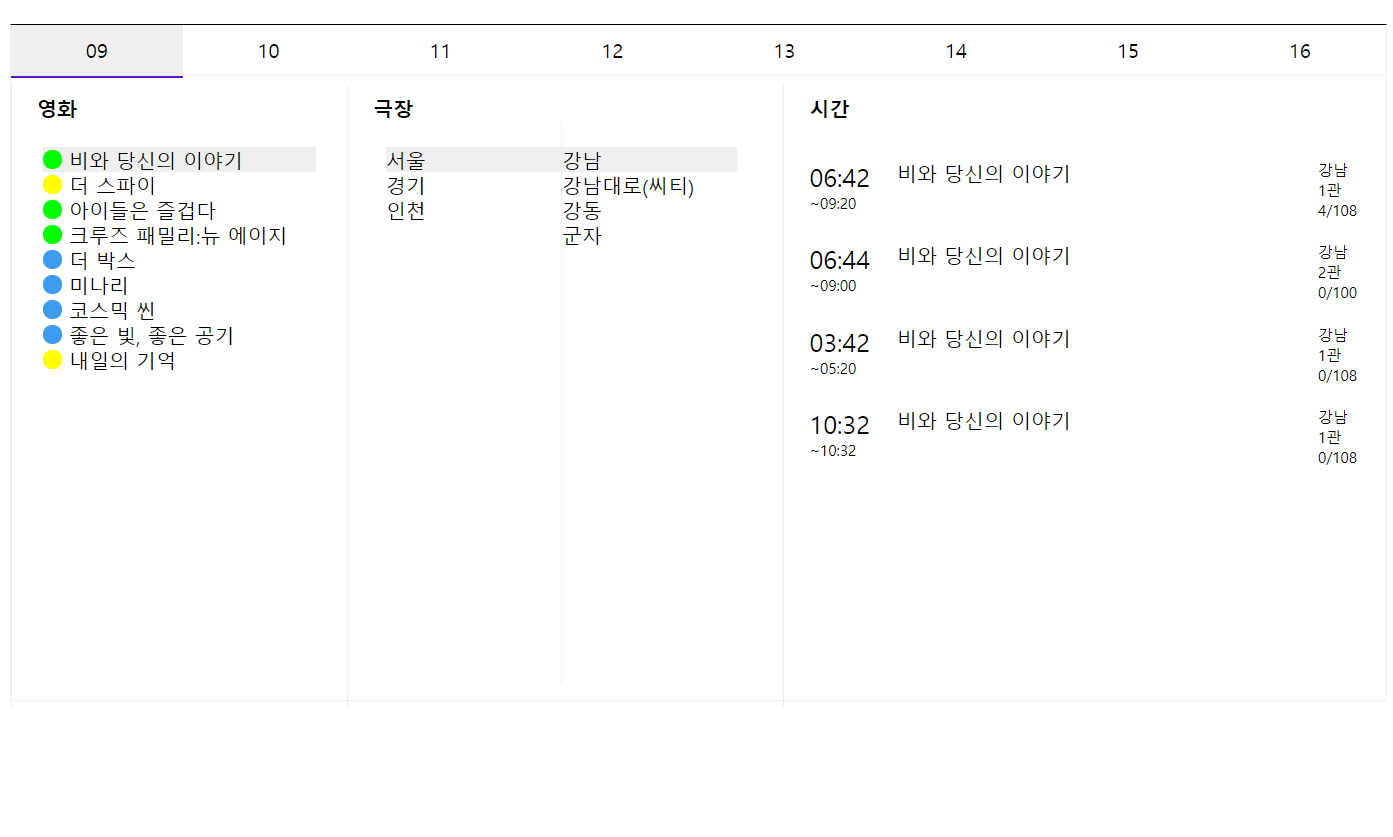 09 10 11 12 13 14 15 16
영화
비와 당신의 이야기
더 스파이
아이들은 즐겁다
크루즈 패밀리:뉴 에이지
더 박스
미나리
코스믹 씬
좋은 빛, 좋은 공기
내일의 기억
극장
서울
경기
인천
강남
강남대로(씨티)
강동
군자
시간
06:42 비와 당신의 이야기 강남
~09:20 1관
4/108
06:44 비와 당신의 이야기 강남
~09:00 2관
0/100
03:42 비와 당신의 이야기 강남
~05:20 1관
0/108
10:32 비와 당신의 이야기 강남
~10:32 1관
0/108